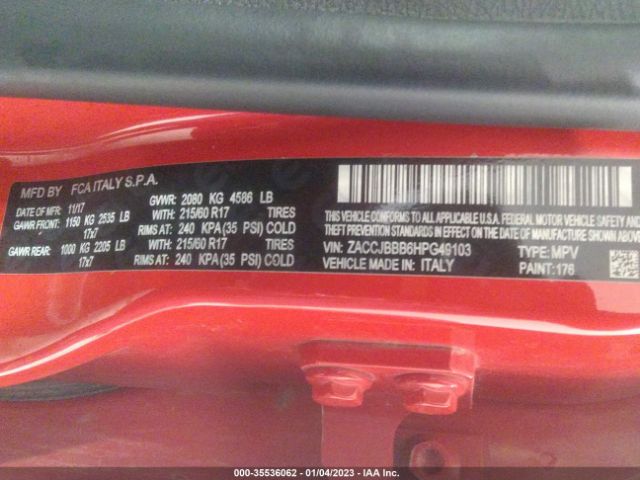 MFD BY FCA ITALY S.P.A.
DATE OF MFR: 11/17 GVWR: 2080 KG 4586 LB
GAWR FRONT: 1150 KG 2535 LB WITH: 215/60 R17 TIRES
17x7 RIMS AT: 240 KPA(35 PSI) COLD
GAWR REAR: 1000 KG 2205 LB WITH: 215/60 R17 TIRES
17x7 RIMS AT: 240 KPA(35 PSI) COLD
THIS VEHICLE CONFORMS TO ALL APPLICABLE
FEDERAL MOTOR VEHICLE SAFETY, BUMPER AND
THEFT PREVENTION STANDARDS IN EFFECT ON
THE DATE OF MANUFACTURE SHOWN ABOVE
VIN: ZACCJBBB6HPG49103 TYPE: MPV
VEHICLE MADE IN: ITALY PAINT: 176
000-35536062 - 01/04/2023 - IAA Inc.